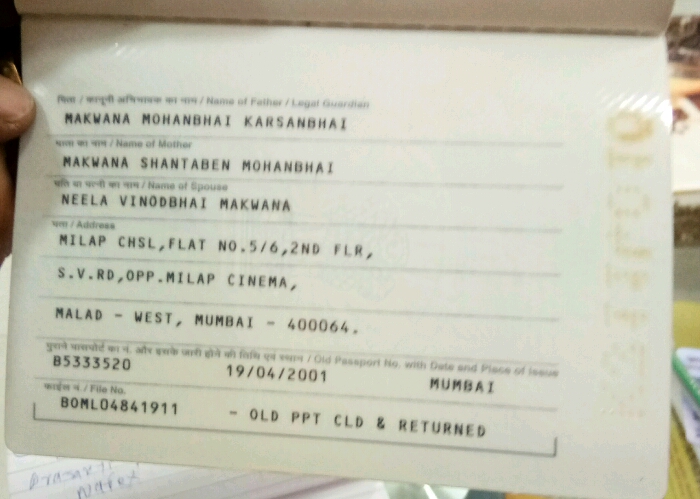 पिता / कानूनी अभिभावक का नाम / Name of Father / Legal Guardian
MAKWANA MOHANBHAI KARSANBHAI
माता का नाम / Name of Mother
MAKWANA SHANTABEN MOHANBHAI
पति या पत्नी का नाम / Name of Spouse
NEELA VINODBHAI MAKWANA
पता / Address
MILAP CHSL,FLAT NO.5/6,2ND FLR,
S.V.RD,OPP.MILAP CINEMA,
MALAD - WEST, MUMBAI - 400064.
पुराने पासपोर्ट का नं. और इसके जारी होने की तिथि एवं स्थान / Old Passport No. with Date and Place of Issue
B5333520 19/04/2001 MUMBAI
फाईल नं. / File No.
BOML04841911 - OLD PPT CLD & RETURNED